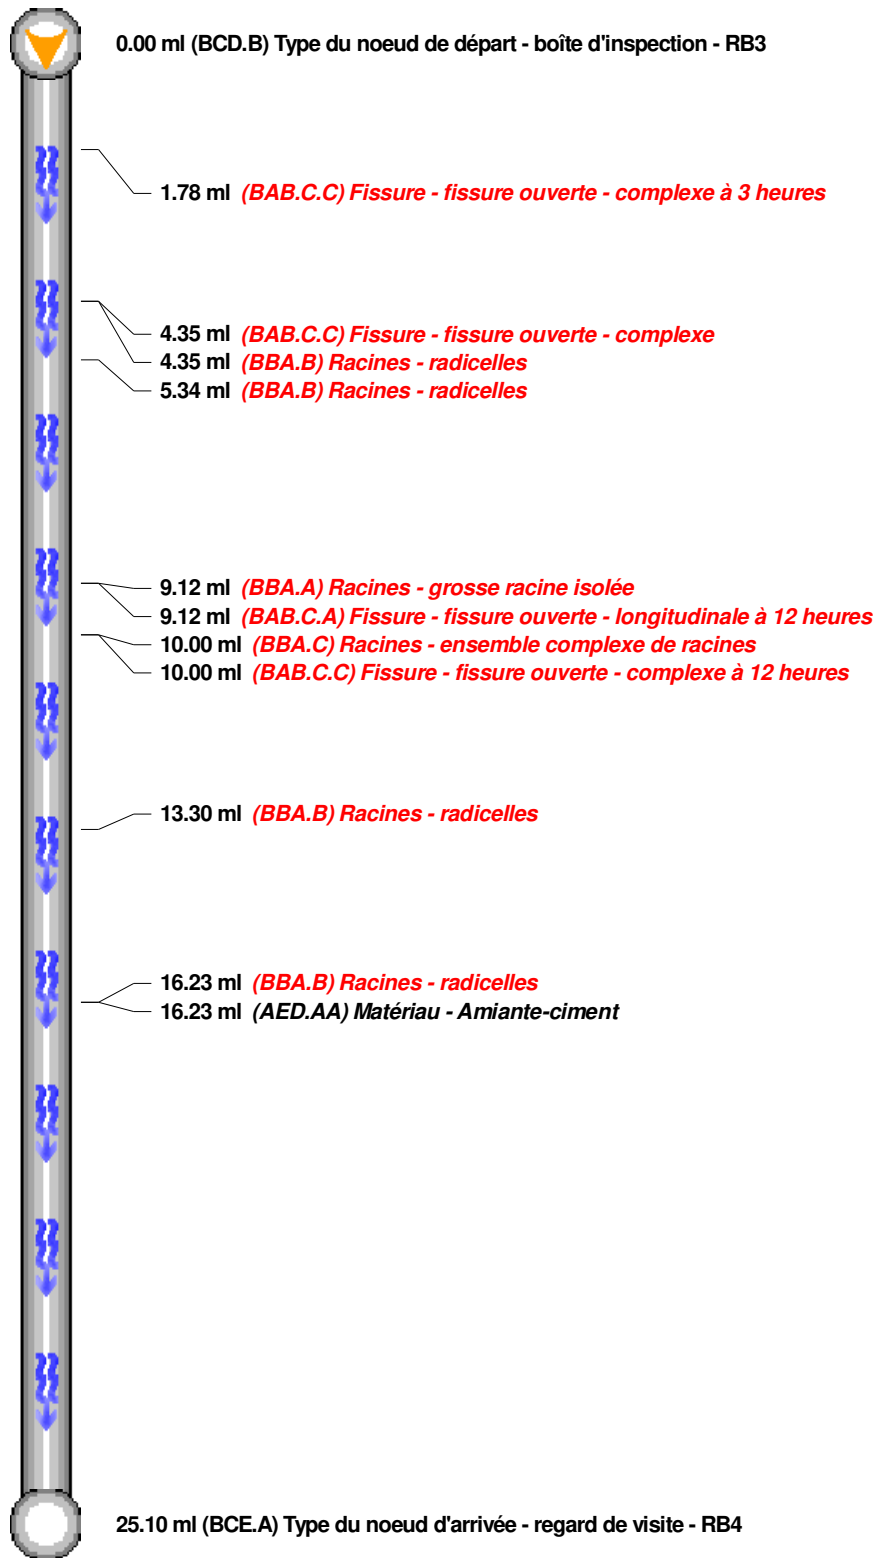 0.00 ml (BCD.B) Type du noeud de départ - boîte d'inspection - RB3
1.78 ml (BAB.C.C) Fissure - fissure ouverte - complexe à 3 heures
4.35 ml (BAB.C.C) Fissure - fissure ouverte - complexe
4.35 ml (BBA.B) Racines - radicelles
5.34 ml (BBA.B) Racines - radicelles
9.12 ml (BBA.A) Racines - grosse racine isolée
9.12 ml (BAB.C.A) Fissure - fissure ouverte - longitudinale à 12 heures
10.00 ml (BBA.C) Racines - ensemble complexe de racines
10.00 ml (BAB.C.C) Fissure - fissure ouverte - complexe à 12 heures
13.30 ml (BBA.B) Racines - radicelles
16.23 ml (BBA.B) Racines - radicelles
16.23 ml (AED.AA) Matériau - Amiante-ciment
25.10 ml (BCE.A) Type du noeud d'arrivée - regard de visite - RB4